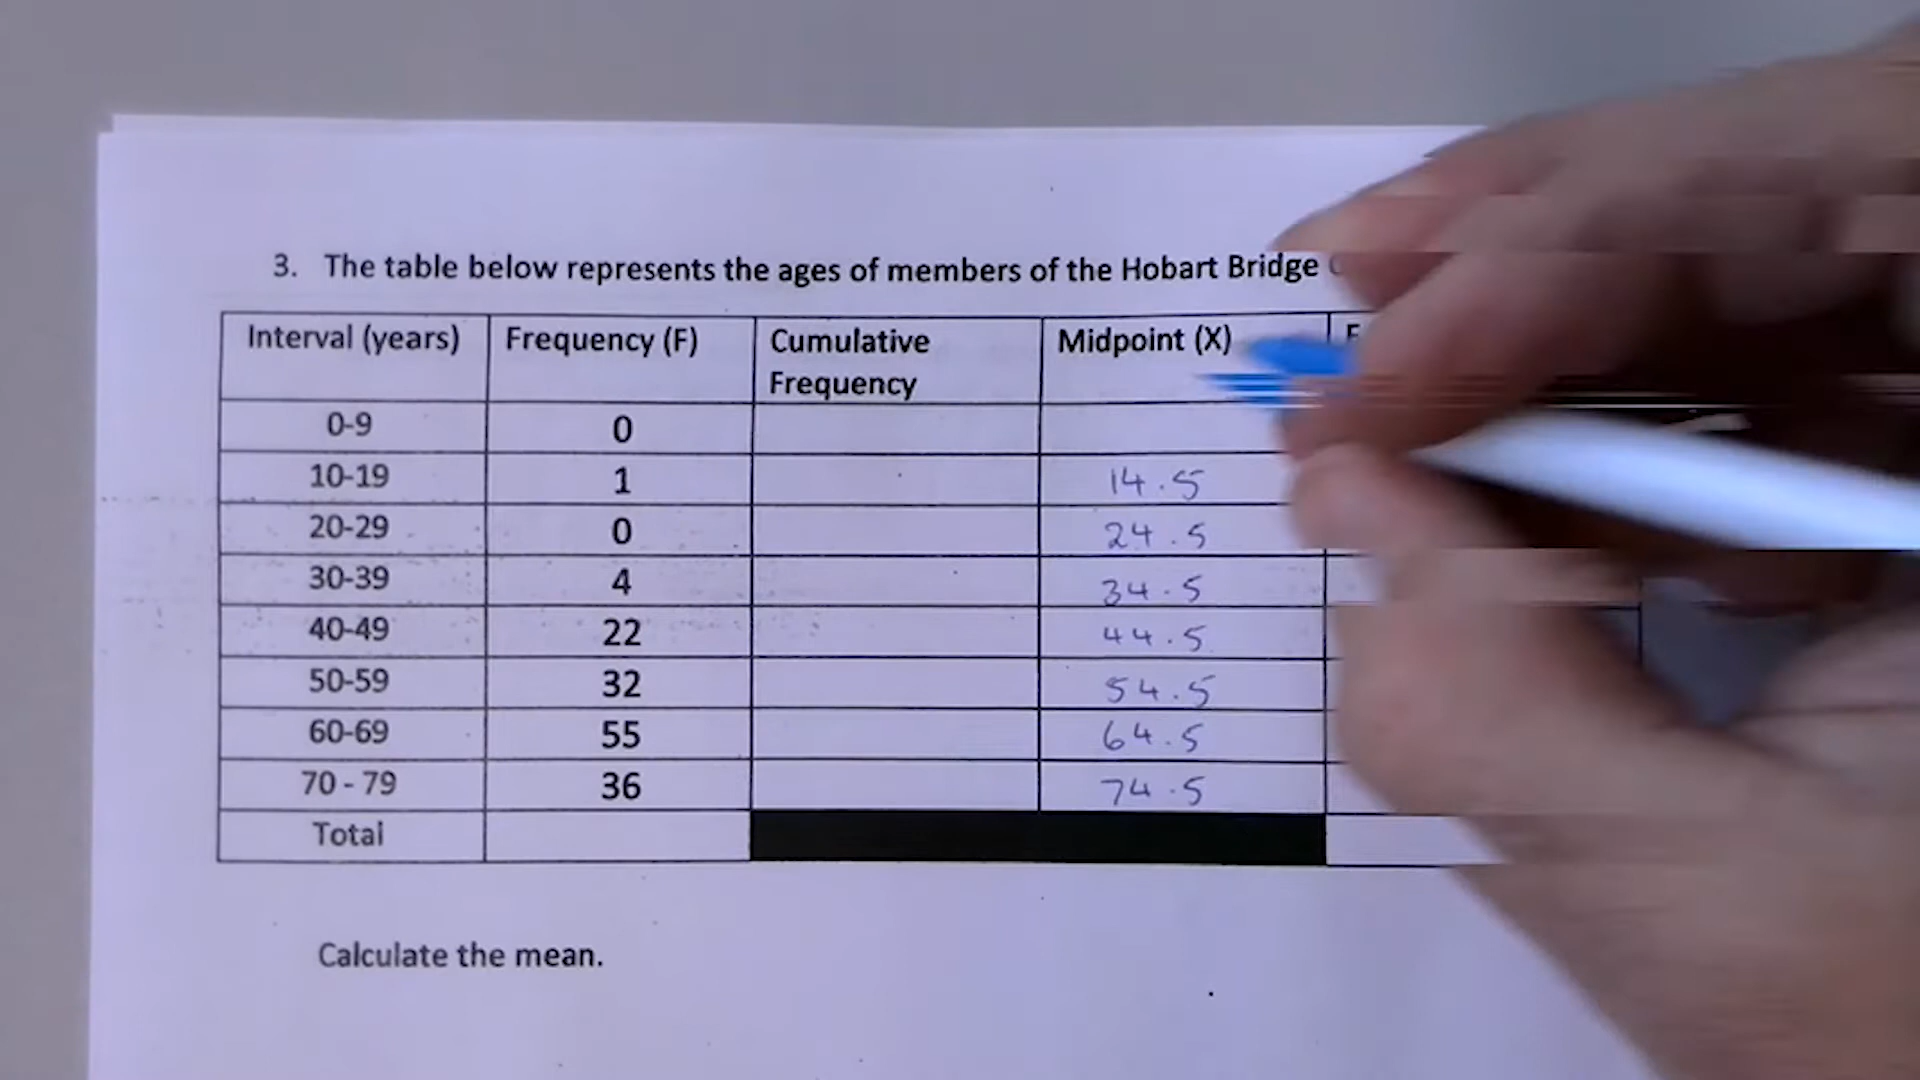 3. The table below represents the ages of members of the Hobart Bridge
Interval (years) Frequency (F) Cumulative Frequency Midpoint (X) F
0-9 0
10-19 1 14.5
20-29 0 24.5
30-39 4 34.5
40-49 22 44.5
50-59 32 54.5
60-69 55 64.5
70 - 79 36 74.5
Total
Calculate the mean.